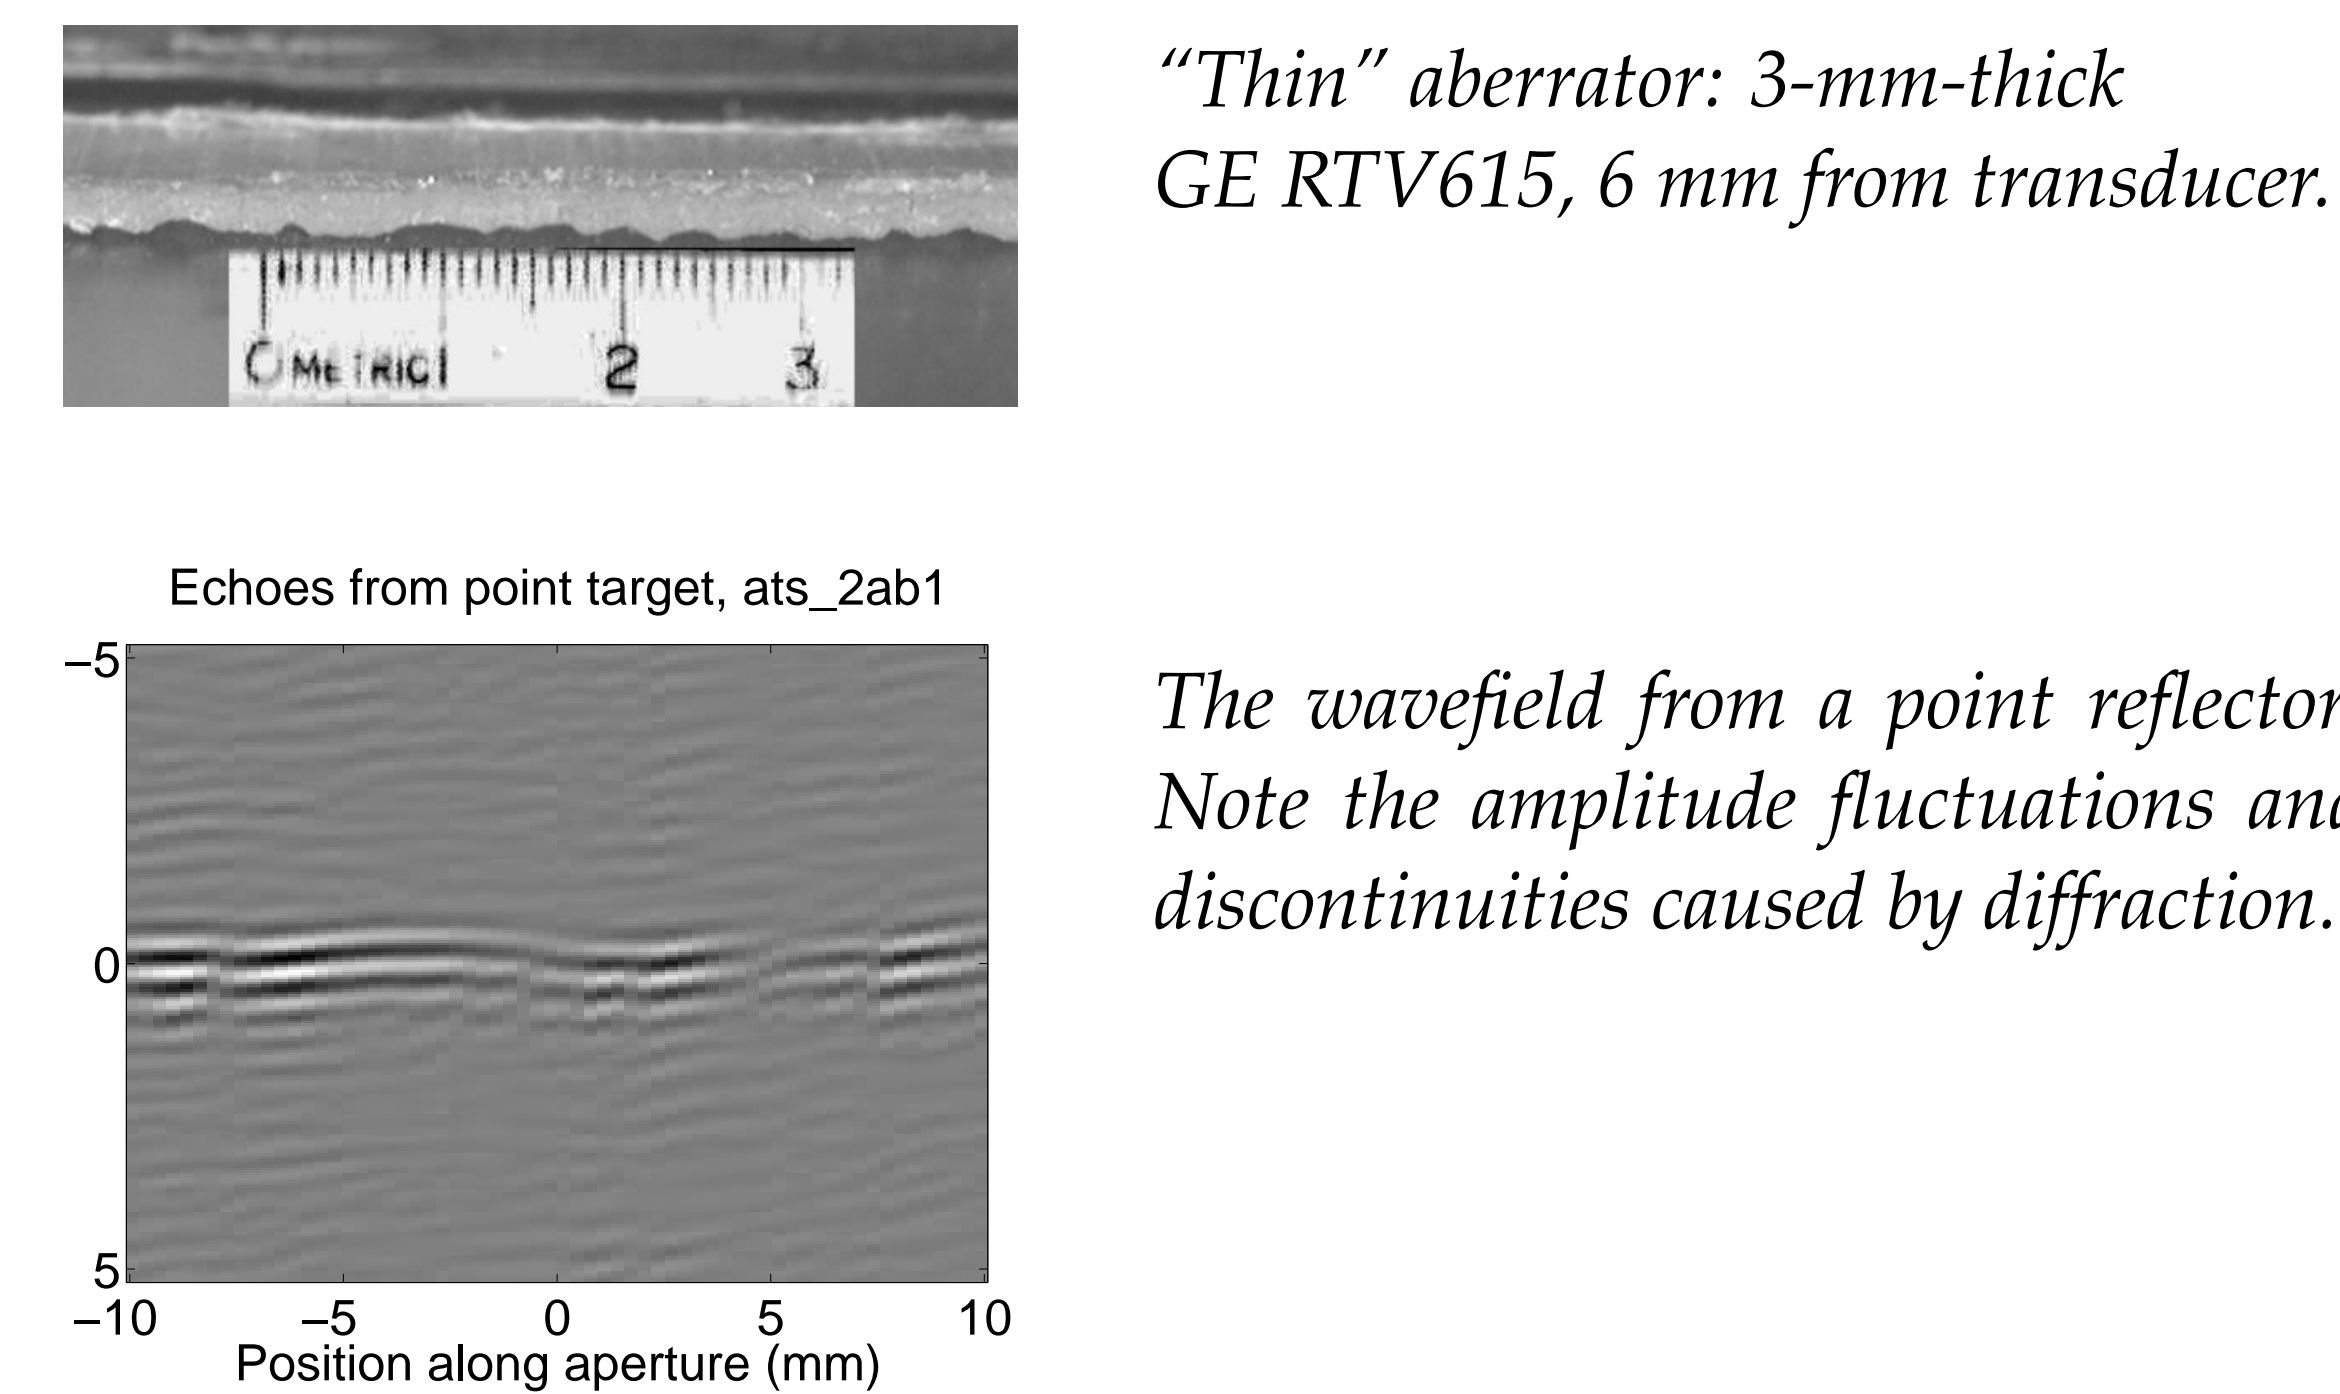 “Thin” aberrator: 3-mm-thick
GE RTV615, 6 mm from transducer.
0 METRIC 1 2 3
Echoes from point target, ats_2ab1
The wavefield from a point reflector
Note the amplitude fluctuations and
discontinuities caused by diffraction.
–5
0
5
–10 –5 0 5 10
Position along aperture (mm)